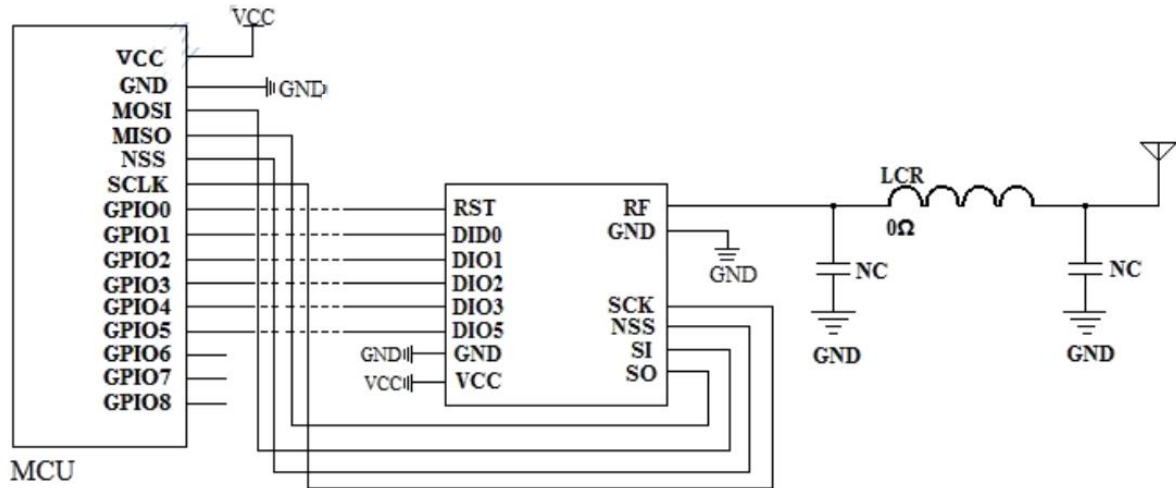 VCC
VCC
GND
GND
MOSI
MISO
NSS
SCLK
GPIO0
GPIO1
GPIO2
GPIO3
GPIO4
GPIO5
GPIO6
GPIO7
GPIO8
MCU
RST
DID0
DIO1
DIO2
DIO3
DIO5
GND
GND
VCC
VCC
RF
GND
GND
SCK
NSS
SI
SO
LCR
0Ω
NC
GND
NC
GND